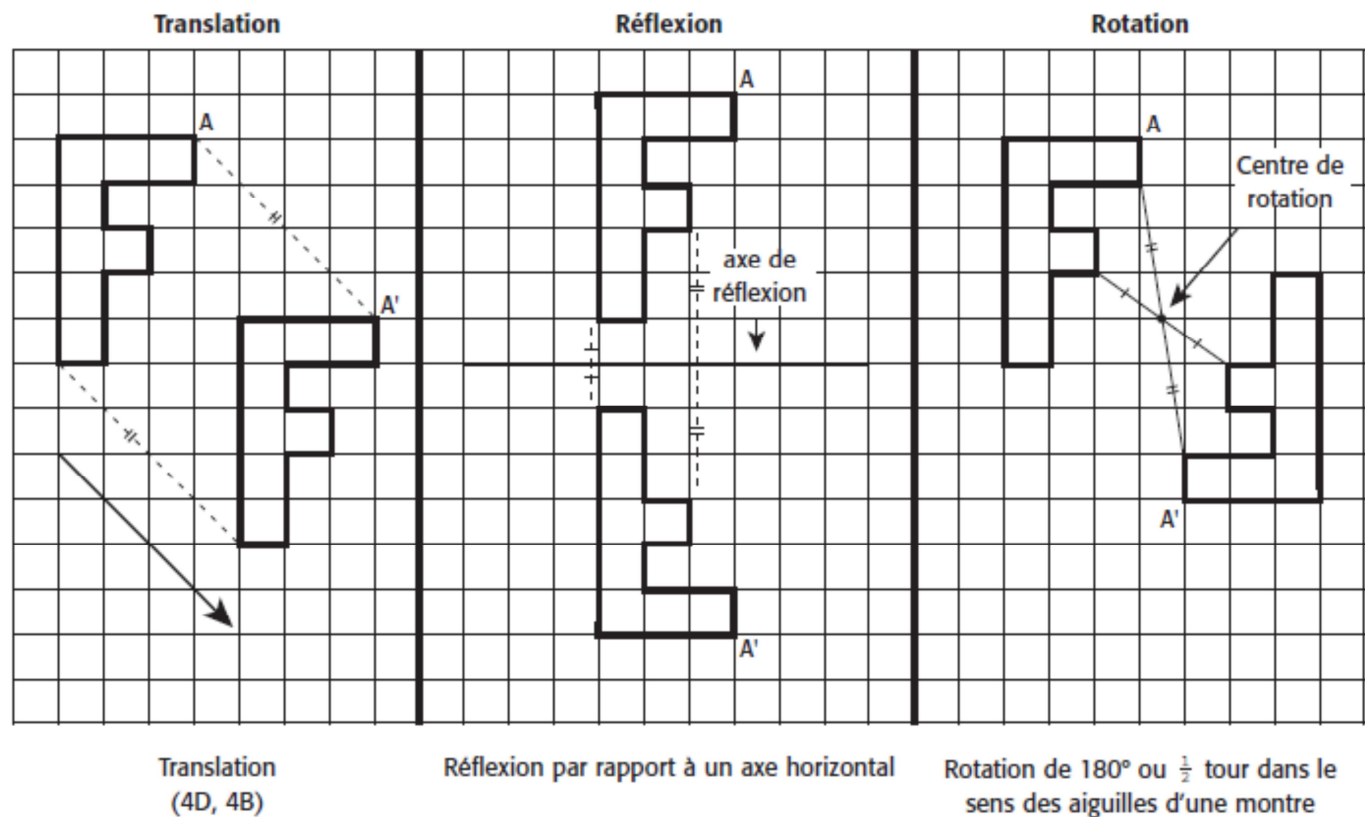 Translation
Réflexion
Rotation
A
A'
A
axe de
réflexion
A'
A
Centre de
rotation
A'
Translation
(4D, 4B)
Réflexion par rapport à un axe horizontal
Rotation de 180° ou 1/2 tour dans le
sens des aiguilles d'une montre